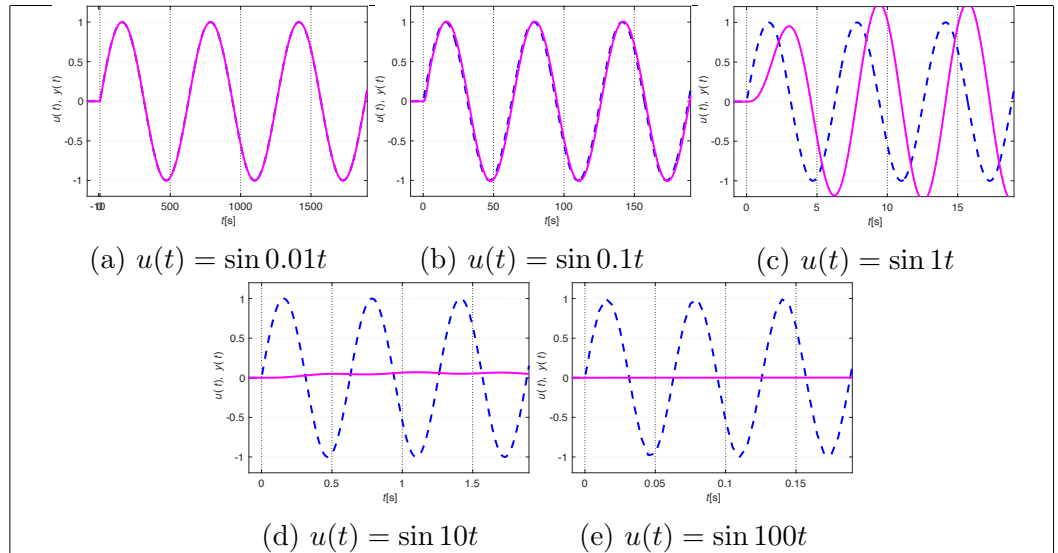 1
0.5
0
-0.5
-1
u(t), y(t)
-10 0 500 1000 1500
t[s]
(a) u(t) = sin 0.01t
1
0.5
0
-0.5
-1
u(t), y(t)
0 50 100 150
t[s]
(b) u(t) = sin 0.1t
1
0.5
0
-0.5
-1
u(t), y(t)
0 5 10 15
t[s]
(c) u(t) = sin 1t
1
0.5
0
-0.5
-1
u(t), y(t)
0 0.5 1 1.5
t[s]
(d) u(t) = sin 10t
1
0.5
0
-0.5
-1
u(t), y(t)
0 0.05 0.1 0.15
t[s]
(e) u(t) = sin 100t